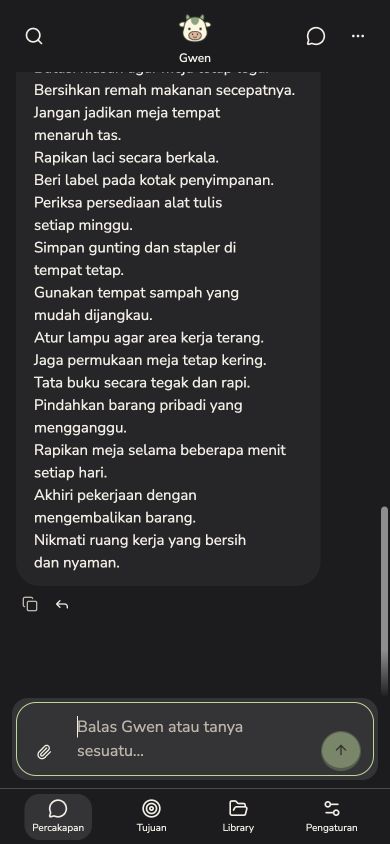 Gwen
Bersihkan remah makanan secepatnya.
Jangan jadikan meja tempat
menaruh tas.
Rapikan laci secara berkala.
Beri label pada kotak penyimpanan.
Periksa persediaan alat tulis
setiap minggu.
Simpan gunting dan stapler di
tempat tetap.
Gunakan tempat sampah yang
mudah dijangkau.
Atur lampu agar area kerja terang.
Jaga permukaan meja tetap kering.
Tata buku secara tegak dan rapi.
Pindahkan barang pribadi yang
mengganggu.
Rapikan meja selama beberapa menit
setiap hari.
Akhiri pekerjaan dengan
mengembalikan barang.
Nikmati ruang kerja yang bersih
dan nyaman.
Balas Gwen atau tanya
sesuatu...
Percakapan
Tujuan
Library
Pengaturan